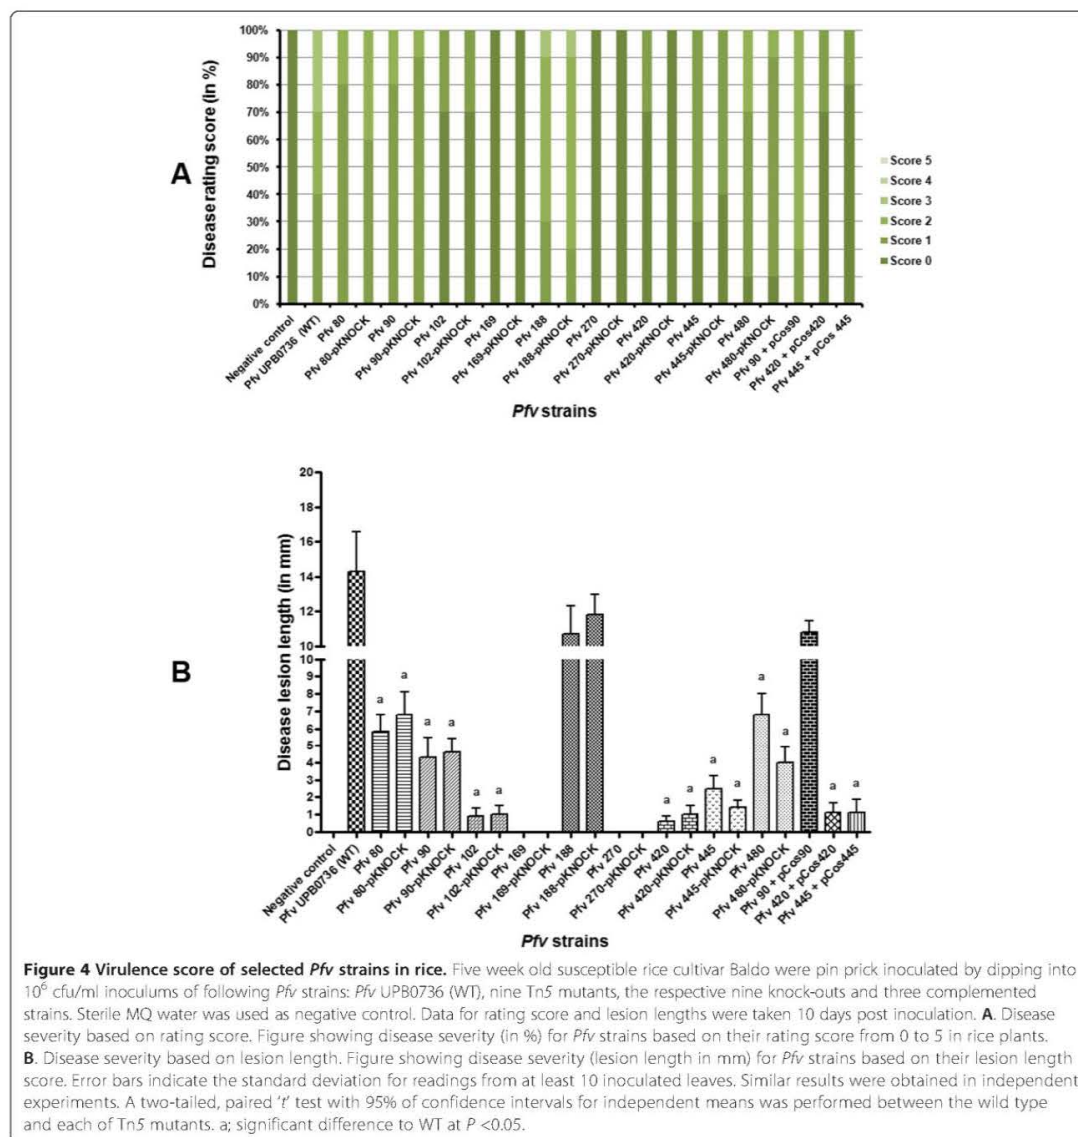 100%
90%
80%
70%
60%
50%
40%
30%
20%
10%
0%
Disease rating score (in %)
A
Score 5
Score 4
Score 3
Score 2
Score 1
Score 0
Negative control
Pfv UPB0736 (WT)
Pfv 80
Pfv 80-pKNOCK
Pfv 90
Pfv 90-pKNOCK
Pfv 102
Pfv 102-pKNOCK
Pfv 169
Pfv 169-pKNOCK
Pfv 188
Pfv 188-pKNOCK
Pfv 270
Pfv 270-pKNOCK
Pfv 420
Pfv 420-pKNOCK
Pfv 445
Pfv 445-pKNOCK
Pfv 480
Pfv 480-pKNOCK
Pfv 90 + pCos90
Pfv 420 + pCos420
Pfv 445 + pCos 445
Pfv strains
B
Disease lesion length (in mm)
20
18
16
14
12
10
10
9
8
7
6
5
4
3
2
1
0
a
a
a
a
a
a
a
a
a
a
a
a
a
a
Negative control
Pfv UPB0736 (WT)
Pfv 80
Pfv 80-pKNOCK
Pfv 90
Pfv 90-pKNOCK
Pfv 102
Pfv 102-pKNOCK
Pfv 169
Pfv 169-pKNOCK
Pfv 188
Pfv 188-pKNOCK
Pfv 270
Pfv 270-pKNOCK
Pfv 420
Pfv 420-pKNOCK
Pfv 445
Pfv 445-pKNOCK
Pfv 480
Pfv 480-pKNOCK
Pfv 90 + pCos90
Pfv 420 + pCos420
Pfv 445 + pCos445
Pfv strains
Figure 4 Virulence score of selected Pfv strains in rice. Five week old susceptible rice cultivar Baldo were pin prick inoculated by dipping into
10⁶ cfu/ml inoculums of following Pfv strains: Pfv UPB0736 (WT), nine Tn5 mutants, the respective nine knock-outs and three complemented
strains. Sterile MQ water was used as negative control. Data for rating score and lesion lengths were taken 10 days post inoculation. A. Disease
severity based on rating score. Figure showing disease severity (in %) for Pfv strains based on their rating score from 0 to 5 in rice plants.
B. Disease severity based on lesion length. Figure showing disease severity (lesion length in mm) for Pfv strains based on their lesion length
score. Error bars indicate the standard deviation for readings from at least 10 inoculated leaves. Similar results were obtained in independent
experiments. A two-tailed, paired 't' test with 95% of confidence intervals for independent means was performed between the wild type
and each of Tn5 mutants. a; significant difference to WT at P <0.05.